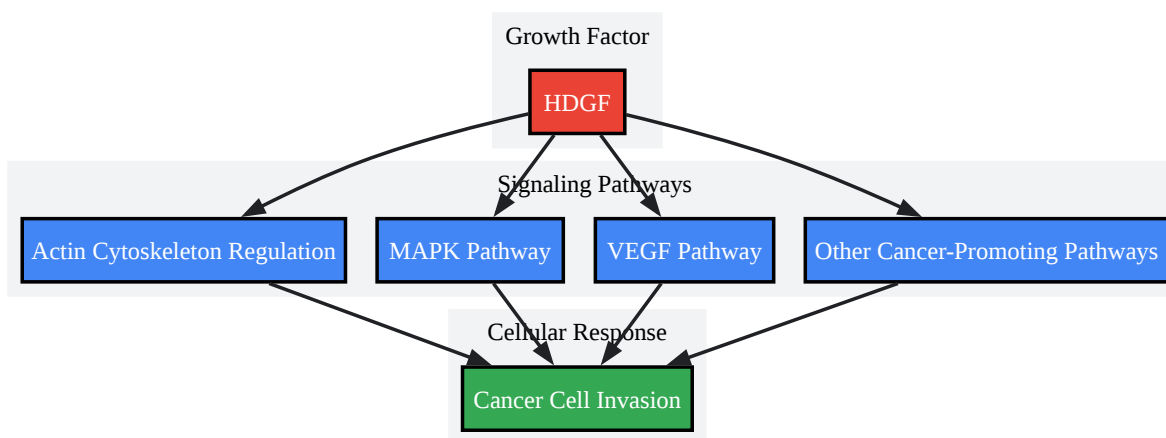 Growth Factor
HDGF
Signaling Pathways
Actin Cytoskeleton Regulation
MAPK Pathway
VEGF Pathway
Other Cancer-Promoting Pathways
Cellular Response
Cancer Cell Invasion